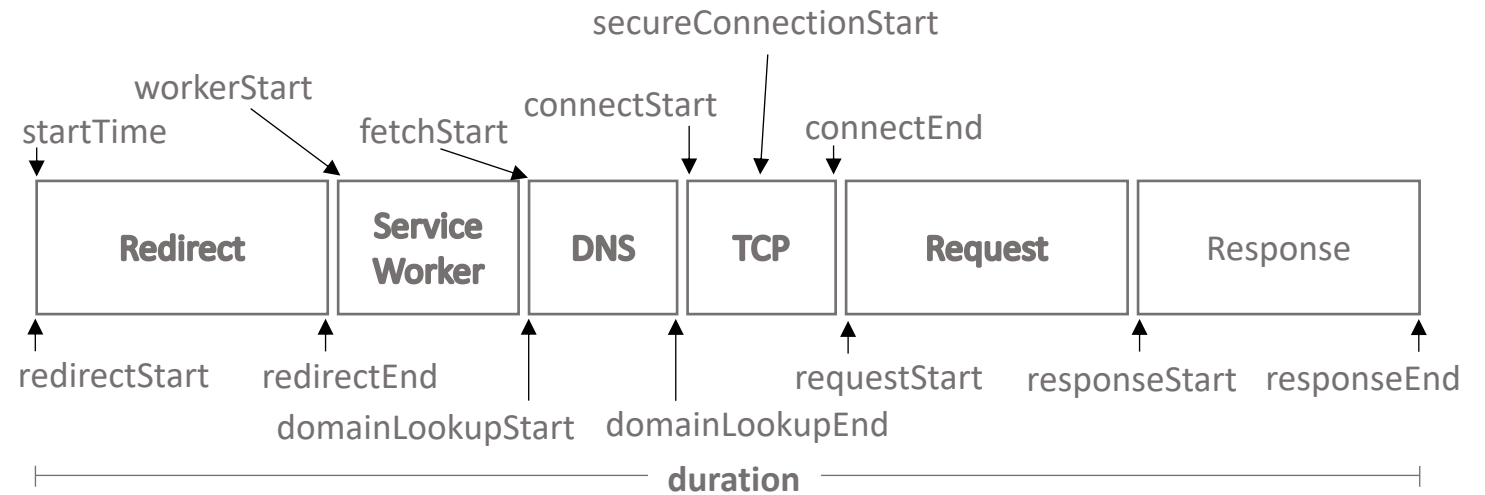 secureConnectionStart
workerStart
connectStart
startTime
fetchStart
connectEnd
Redirect
Service
Worker
DNS
TCP
Request
Response
redirectStart
redirectEnd
requestStart
responseStart
responseEnd
domainLookupStart
domainLookupEnd
duration